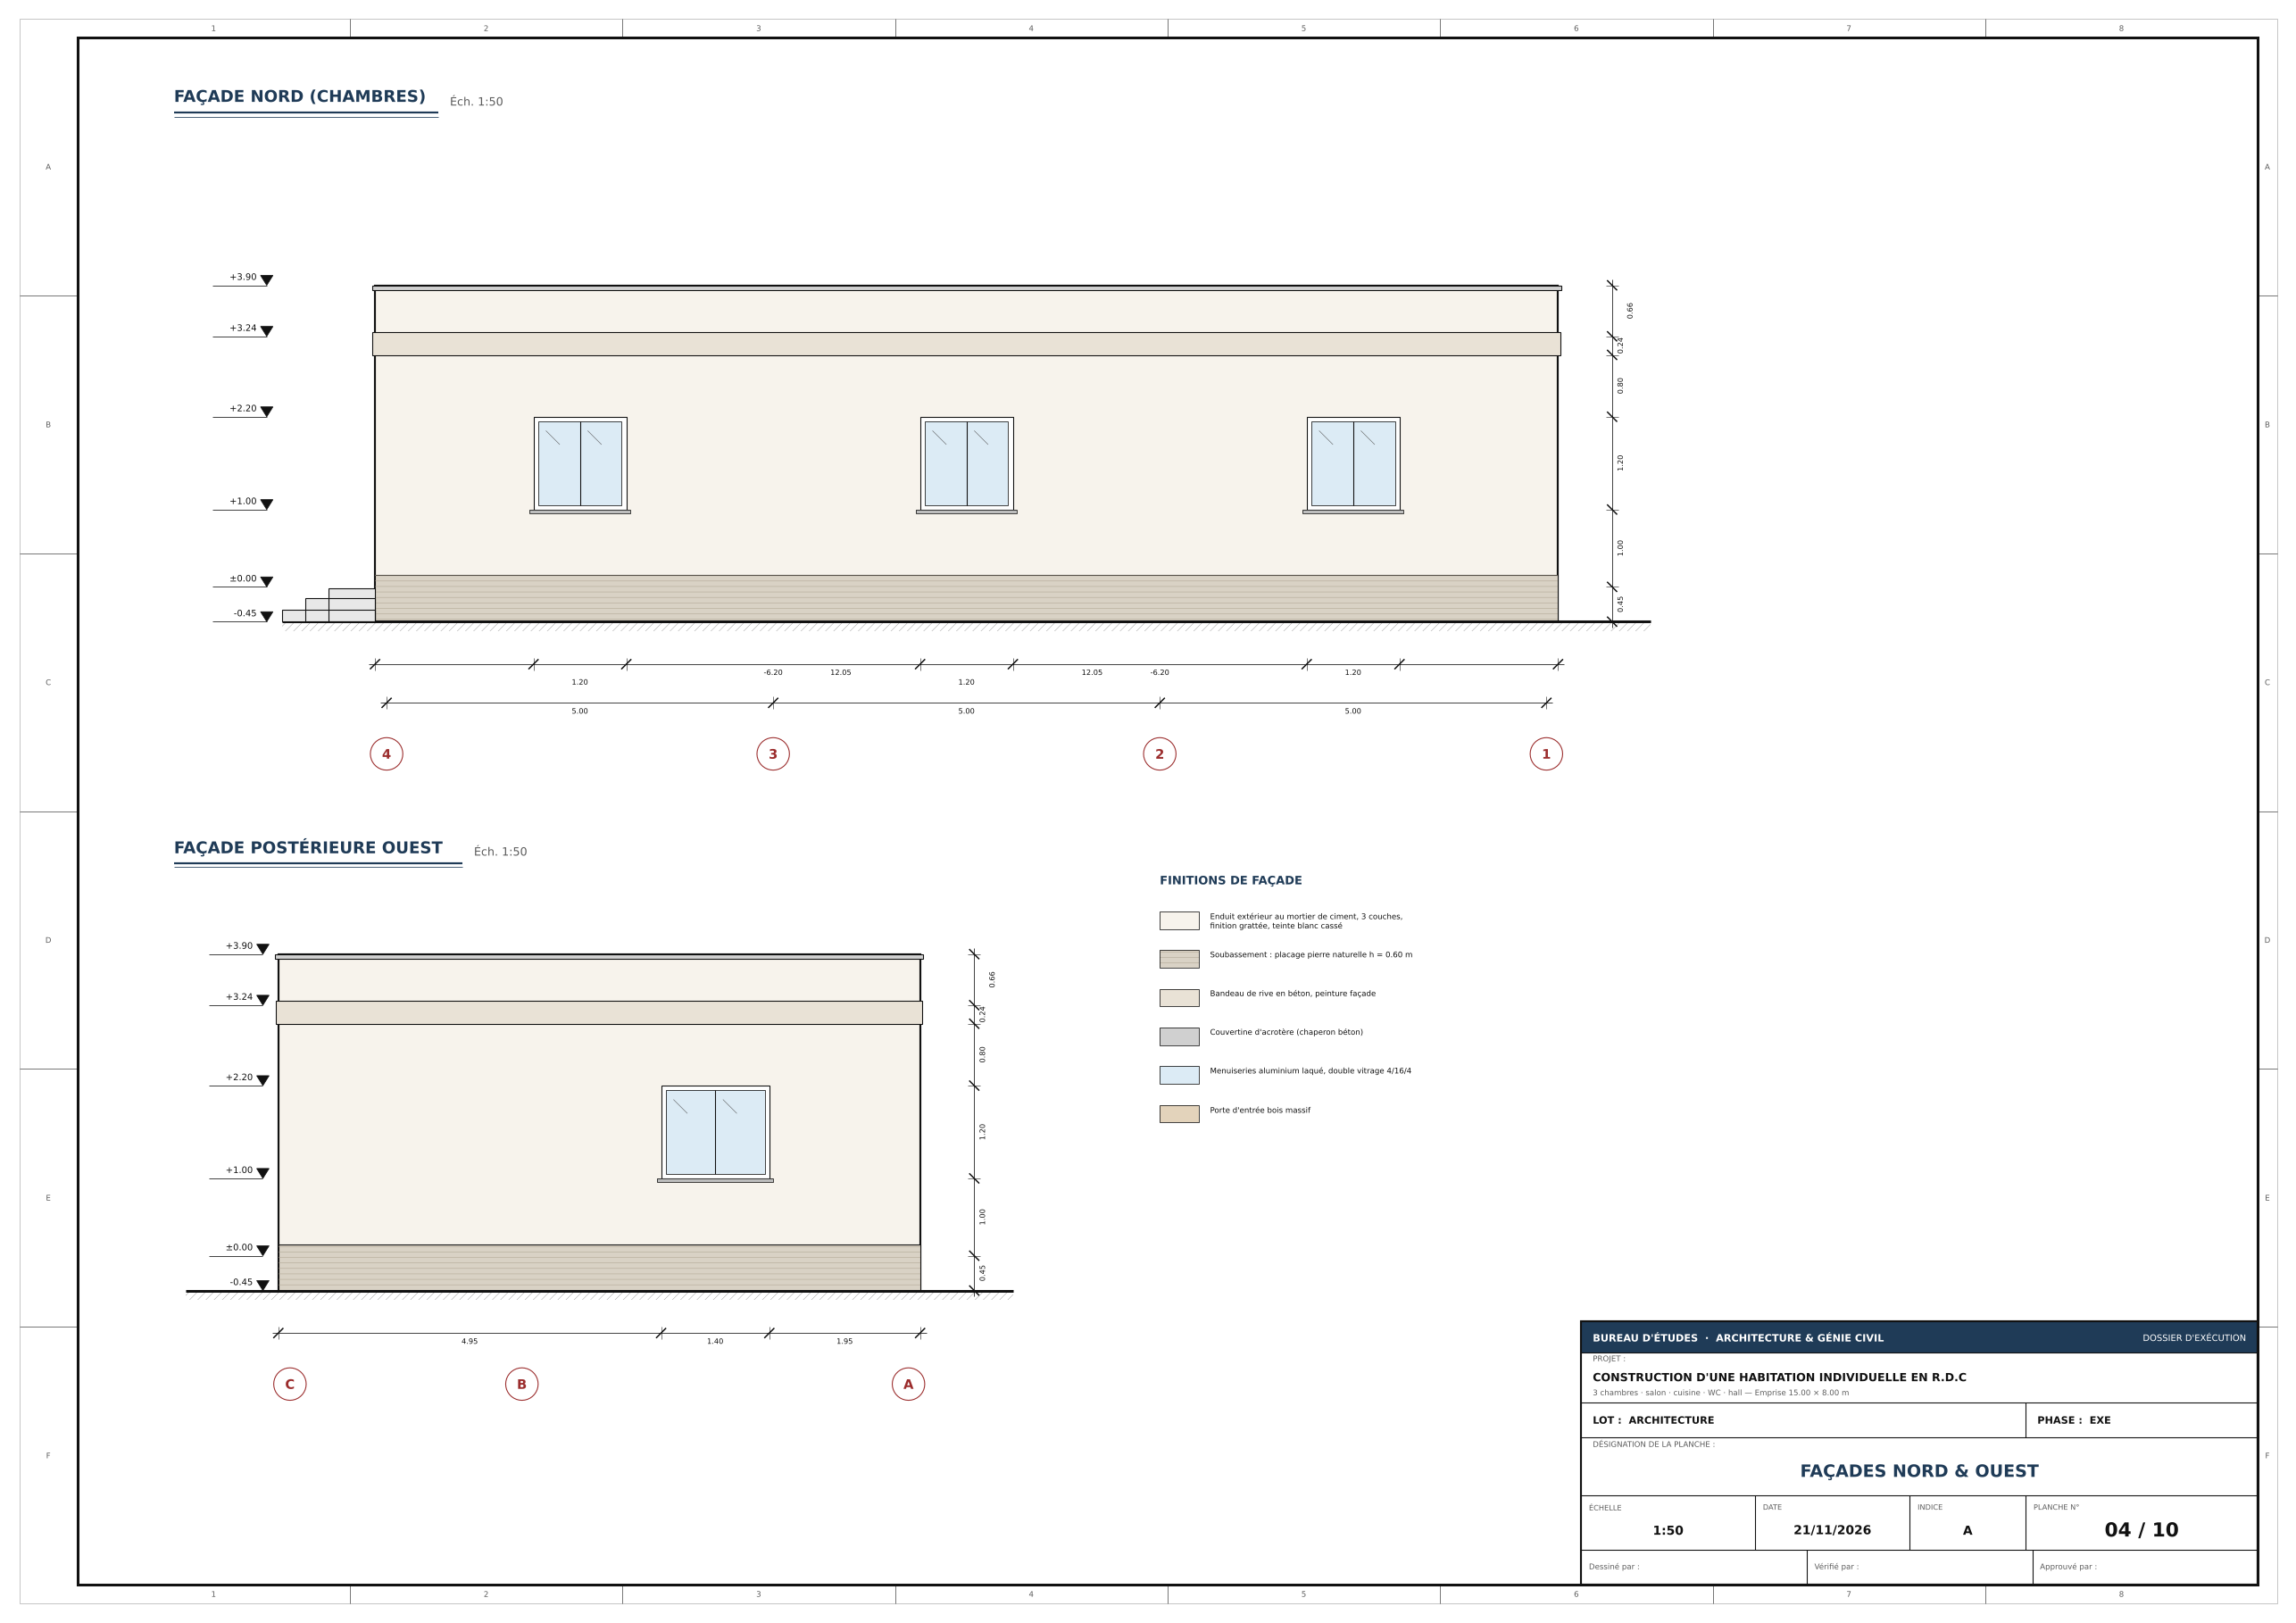 1 2 3 4 5 6 7 8
FAÇADE NORD (CHAMBRES) Éch. 1:50
A A
+3.90
0.66
+3.24
0.24
0.80
+2.20
B B
1.20
+1.00
1.00
±0.00
0.45
-0.45
-6.20 12.05 12.05 -6.20 1.20
C C
1.20 1.20
5.00 5.00 5.00
4 3 2 1
FAÇADE POSTÉRIEURE OUEST Éch. 1:50
FINITIONS DE FAÇADE
Enduit extérieur au mortier de ciment, 3 couches,
finition grattée, teinte blanc cassé
Soubassement : placage pierre naturelle h = 0.60 m
Bandeau de rive en béton, peinture façade
Couvertine d'acrotère (chaperon béton)
Menuiseries aluminium laqué, double vitrage 4/16/4
Porte d'entrée bois massif
D D
+3.90
0.66
+3.24
0.24
0.80
+2.20
1.20
+1.00
E E
1.00
±0.00
0.45
-0.45
4.95 1.40 1.95
C B A
F F
BUREAU D'ÉTUDES · ARCHITECTURE & GÉNIE CIVIL DOSSIER D'EXÉCUTION
PROJET :
CONSTRUCTION D'UNE HABITATION INDIVIDUELLE EN R.D.C
3 chambres · salon · cuisine · WC · hall — Emprise 15.00 × 8.00 m
LOT : ARCHITECTURE PHASE : EXE
DÉSIGNATION DE LA PLANCHE :
FAÇADES NORD & OUEST
ÉCHELLE DATE INDICE PLANCHE N°
1:50 21/11/2026 A 04 / 10
Dessiné par : Vérifié par : Approuvé par :
1 2 3 4 5 6 7 8